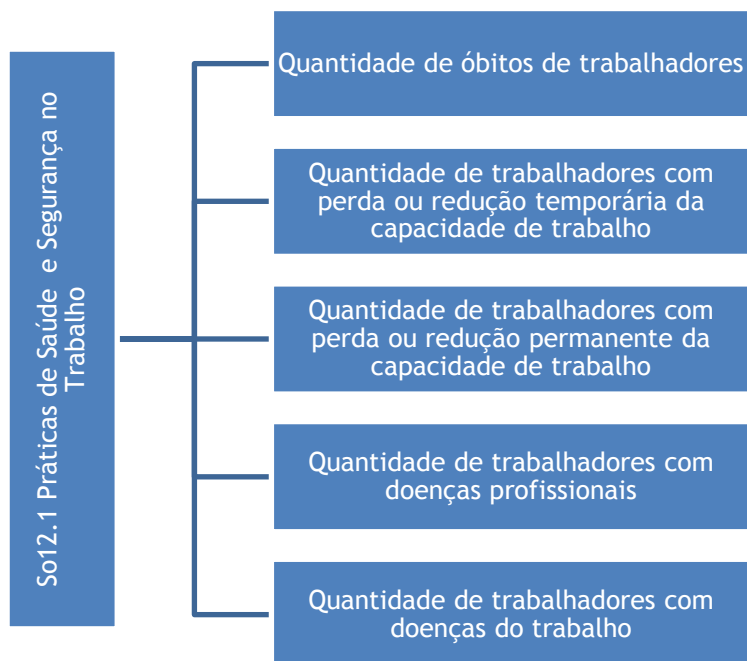 So12.1 Práticas de Saúde e Segurança no
Trabalho
Quantidade de óbitos de trabalhadores
Quantidade de trabalhadores com
perda ou redução temporária da
capacidade de trabalho
Quantidade de trabalhadores com
perda ou redução permanente da
capacidade de trabalho
Quantidade de trabalhadores com
doenças profissionais
Quantidade de trabalhadores com
doenças do trabalho